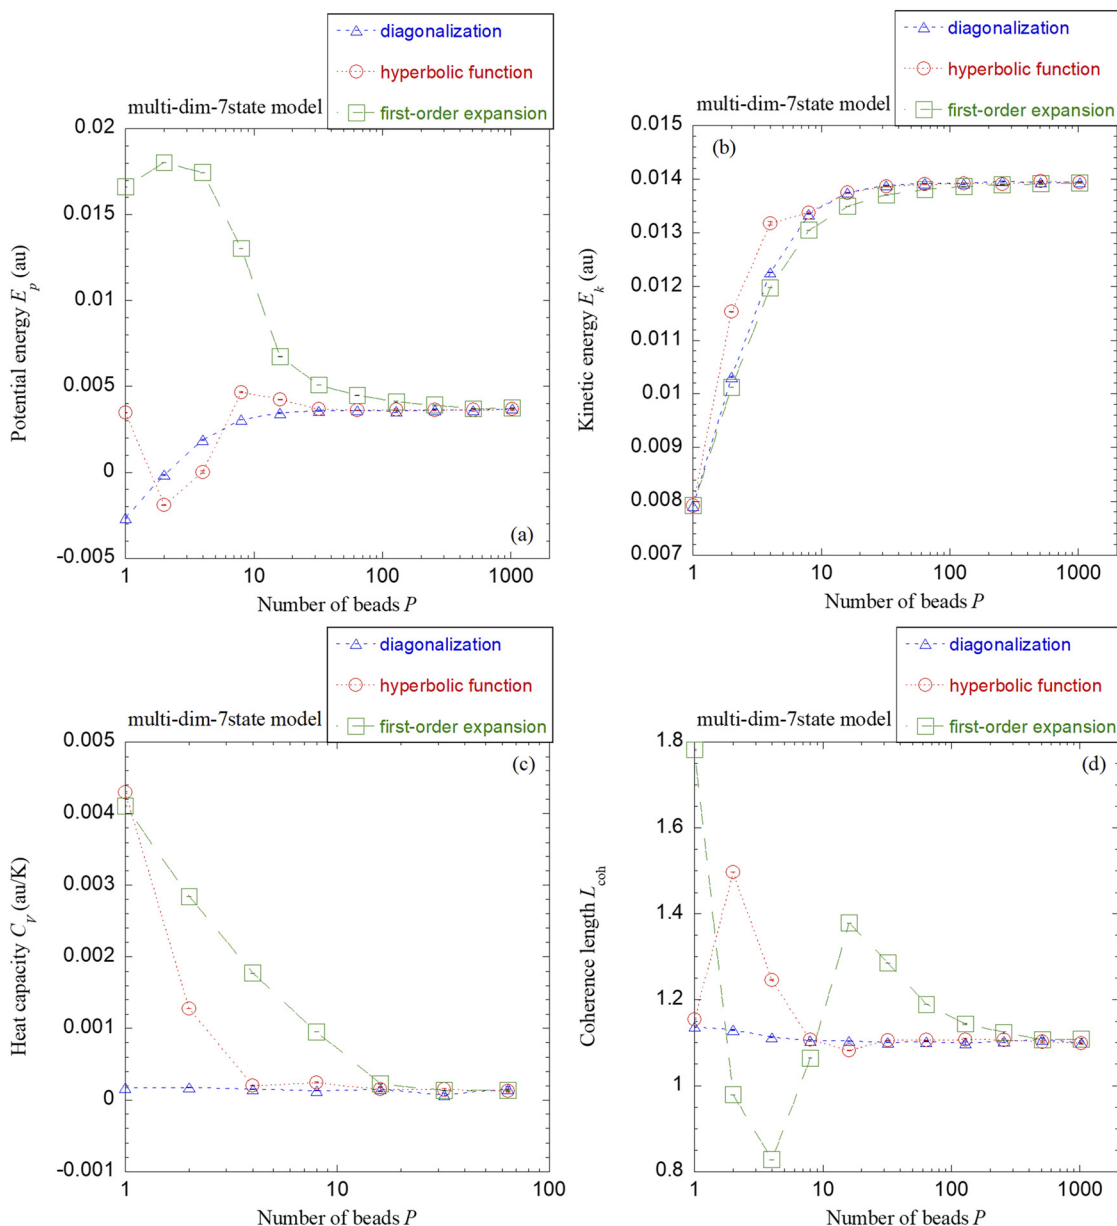 diagonalization
hyperbolic function
first-order expansion
multi-dim-7state model
0.02
0.015
0.01
0.005
0
-0.005
Potential energy E_p (au)
(a)
1 10 100 1000
Number of beads P
diagonalization
hyperbolic function
first-order expansion
multi-dim-7state model
(b)
0.015
0.014
0.013
0.012
0.011
0.01
0.009
0.008
0.007
Kinetic energy E_k (au)
1 10 100 1000
Number of beads P
diagonalization
hyperbolic function
first-order expansion
multi-dim-7state model
(c)
0.005
0.004
0.003
0.002
0.001
0
-0.001
Heat capacity C_V (au/K)
1 10 100
Number of beads P
diagonalization
hyperbolic function
first-order expansion
multi-dim-7state model
(d)
1.8
1.6
1.4
1.2
1
0.8
Coherence length L_coh
1 10 100 1000
Number of beads P